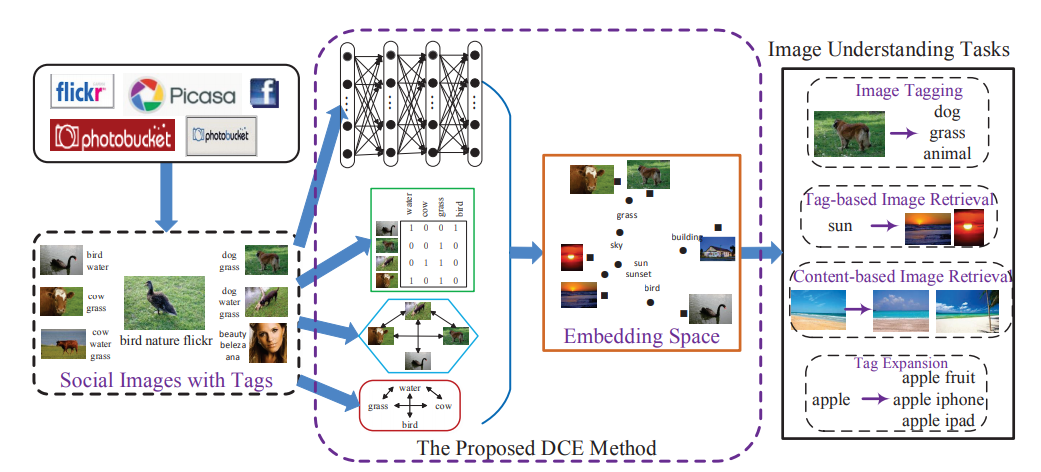 flickr
Picasa
f
photobucket
photobucket
bird
water
cow
grass
cow
water
grass
dog
grass
dog
water
grass
beauty
beleza
ana
bird nature flickr
Social Images with Tags
water cow grass bird
1 0 0 1
0 0 1 0
0 1 1 0
1 0 1 0
water
grass
cow
bird
The Proposed DCE Method
grass
sky
building
sun
sunset
bird
Embedding Space
Image Understanding Tasks
Image Tagging
dog
grass
animal
Tag-based Image Retrieval
sun
Content-based Image Retrieval
Tag Expansion
apple fruit
apple
apple iphone
apple ipad